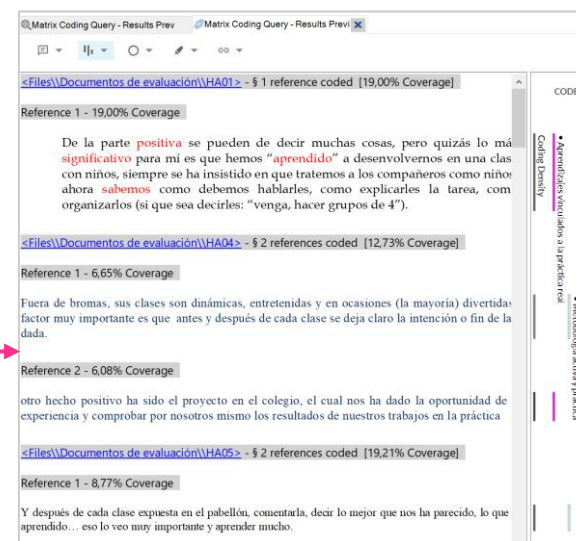 Matrix Coding Query - Results Prev
Matrix Coding Query - Results Previ
<Files\\Documentos de evaluación\\HA01> - § 1 reference coded [19,00% Coverage]
Reference 1 - 19,00% Coverage
De la parte positiva se pueden de decir muchas cosas, pero quizás lo má
significativo para mí es que hemos "aprendido" a desenvolvernos en una clas
con niños, siempre se ha insistido en que tratemos a los compañeros como niños
ahora sabemos como debemos hablarles, como explicarles la tarea, com
organizarlos (si que sea decirles: "venga, hacer grupos de 4").
<Files\\Documentos de evaluación\\HA04> - § 2 references coded [12,73% Coverage]
Reference 1 - 6,65% Coverage
Fuera de bromas, sus clases son dinámicas, entretenidas y en ocasiones (la mayoría) divertidas
factor muy importante es que antes y después de cada clase se deja claro la intención o fin de la
dada.
Reference 2 - 6,08% Coverage
otro hecho positivo ha sido el proyecto en el colegio, el cual nos ha dado la oportunidad de
experiencia y comprobar por nosotros mismo los resultados de nuestros trabajos en la práctica
<Files\\Documentos de evaluación\\HA05> - § 2 references coded [19,21% Coverage]
Reference 1 - 8,77% Coverage
Y después de cada clase expuesta en el pabellón, comentarla, decir lo mejor que nos ha parecido, lo que
aprendido… eso lo veo muy importante y aprender mucho.
CODE
Coding Density
Aprendizajes vinculados a la práctica real